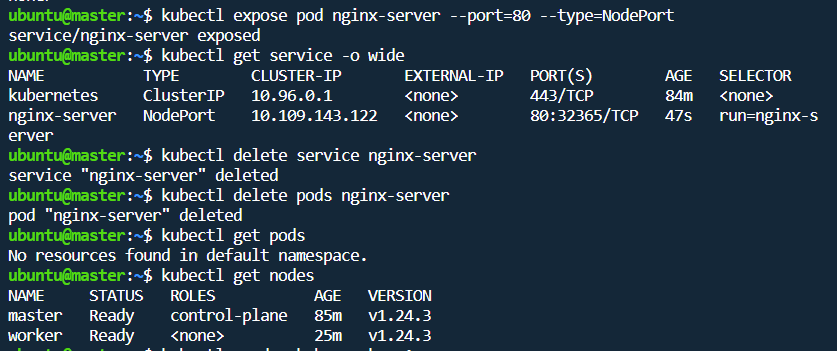 ubuntu@master:~$ kubectl expose pod nginx-server --port=80 --type=NodePort
service/nginx-server exposed
ubuntu@master:~$ kubectl get service -o wide
NAME TYPE CLUSTER-IP EXTERNAL-IP PORT(S) AGE SELECTOR
kubernetes ClusterIP 10.96.0.1 <none> 443/TCP 84m <none>
nginx-server NodePort 10.109.143.122 <none> 80:32365/TCP 47s run=nginx-s
erver
ubuntu@master:~$ kubectl delete service nginx-server
service "nginx-server" deleted
ubuntu@master:~$ kubectl delete pods nginx-server
pod "nginx-server" deleted
ubuntu@master:~$ kubectl get pods
No resources found in default namespace.
ubuntu@master:~$ kubectl get nodes
NAME STATUS ROLES AGE VERSION
master Ready control-plane 85m v1.24.3
worker Ready <none> 25m v1.24.3